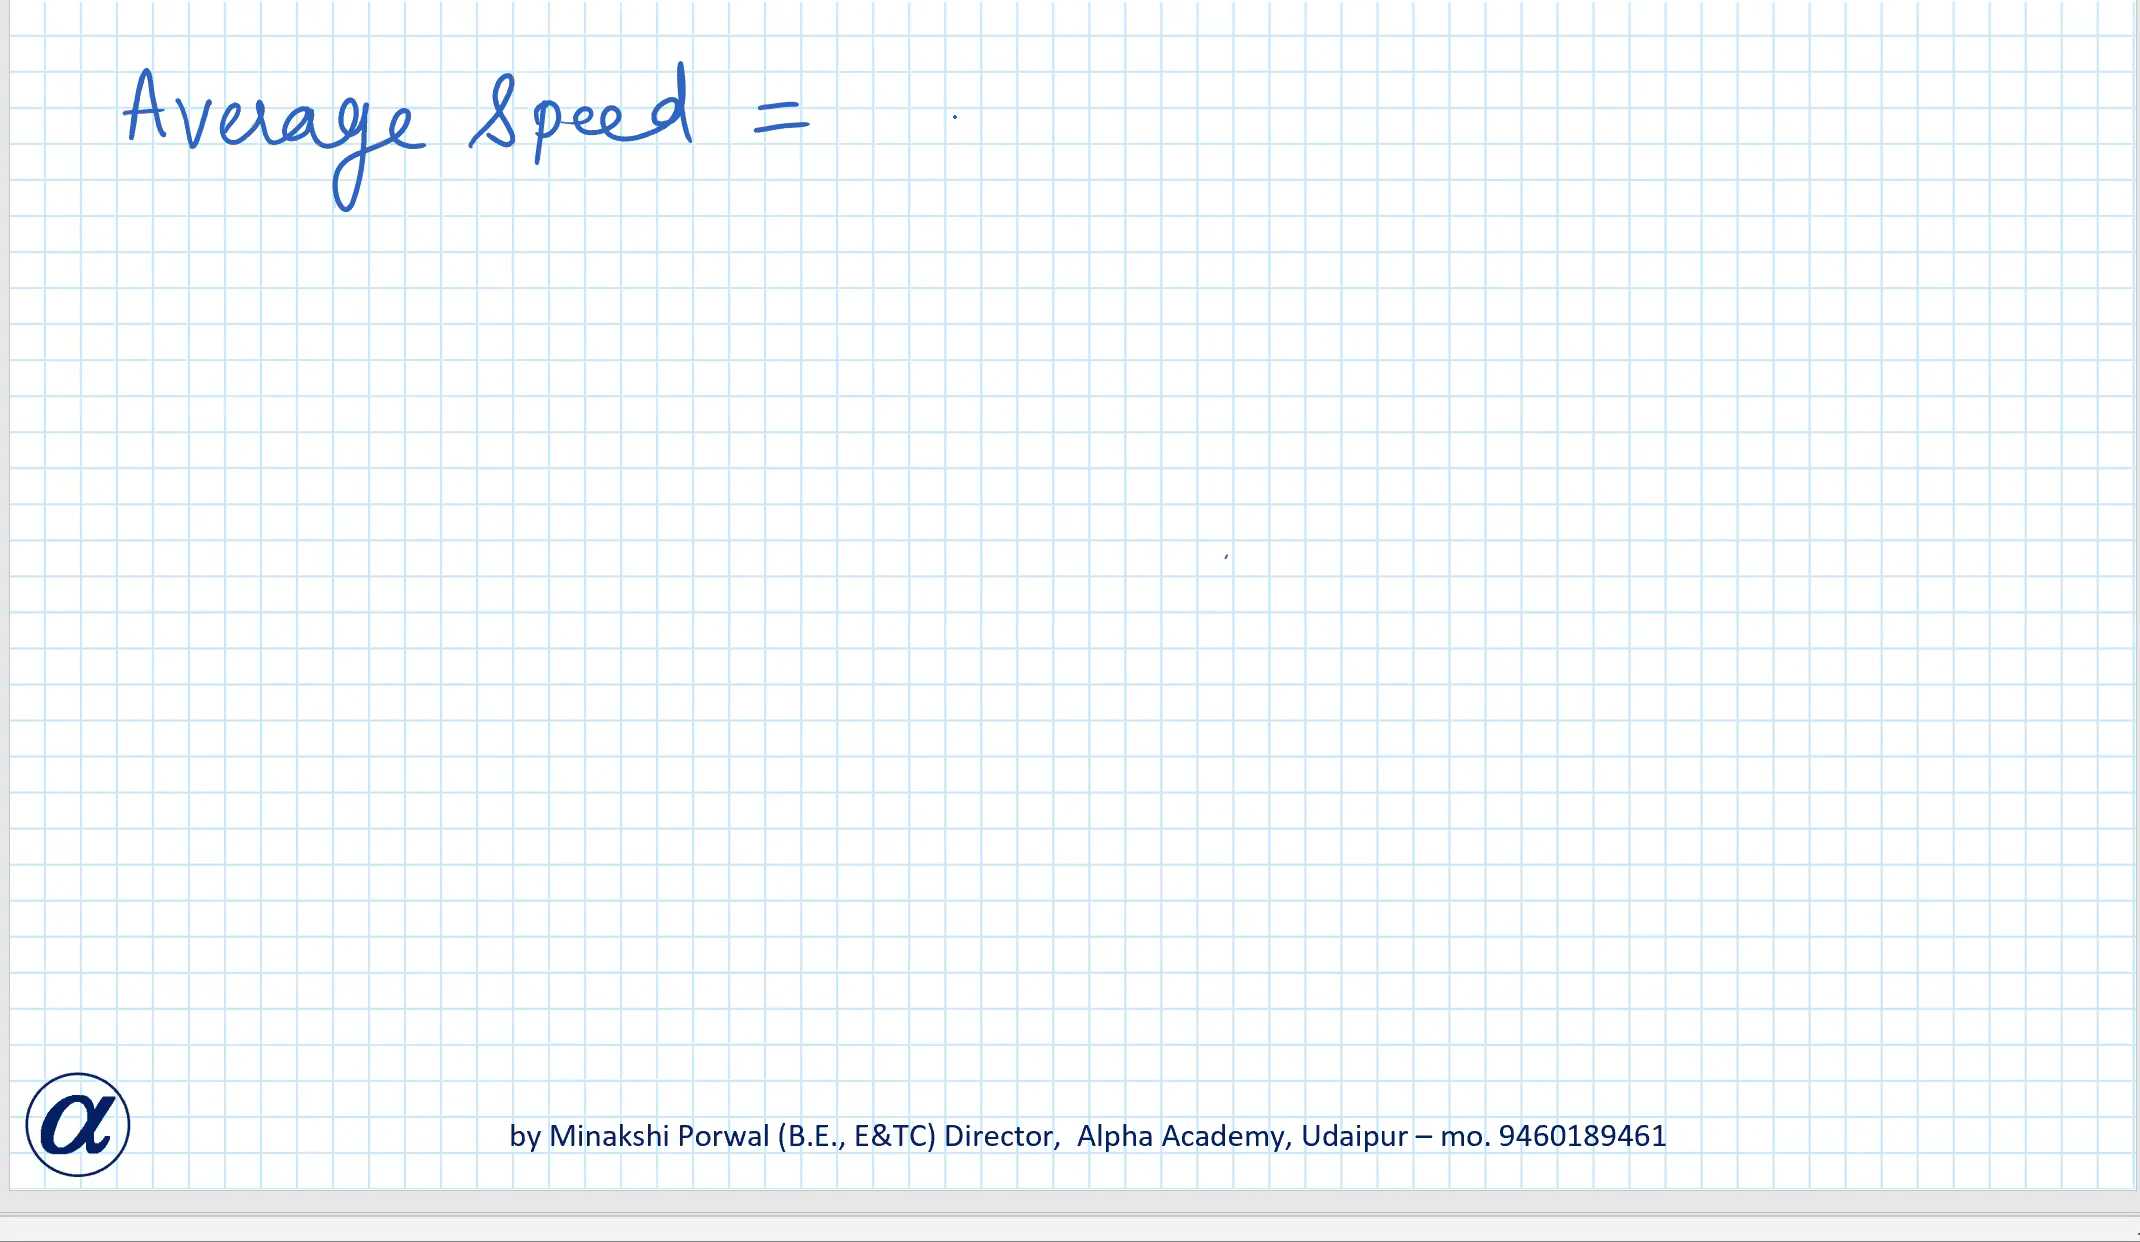 Average Speed =
α
by Minakshi Porwal (B.E., E&TC) Director, Alpha Academy, Udaipur – mo. 9460189461